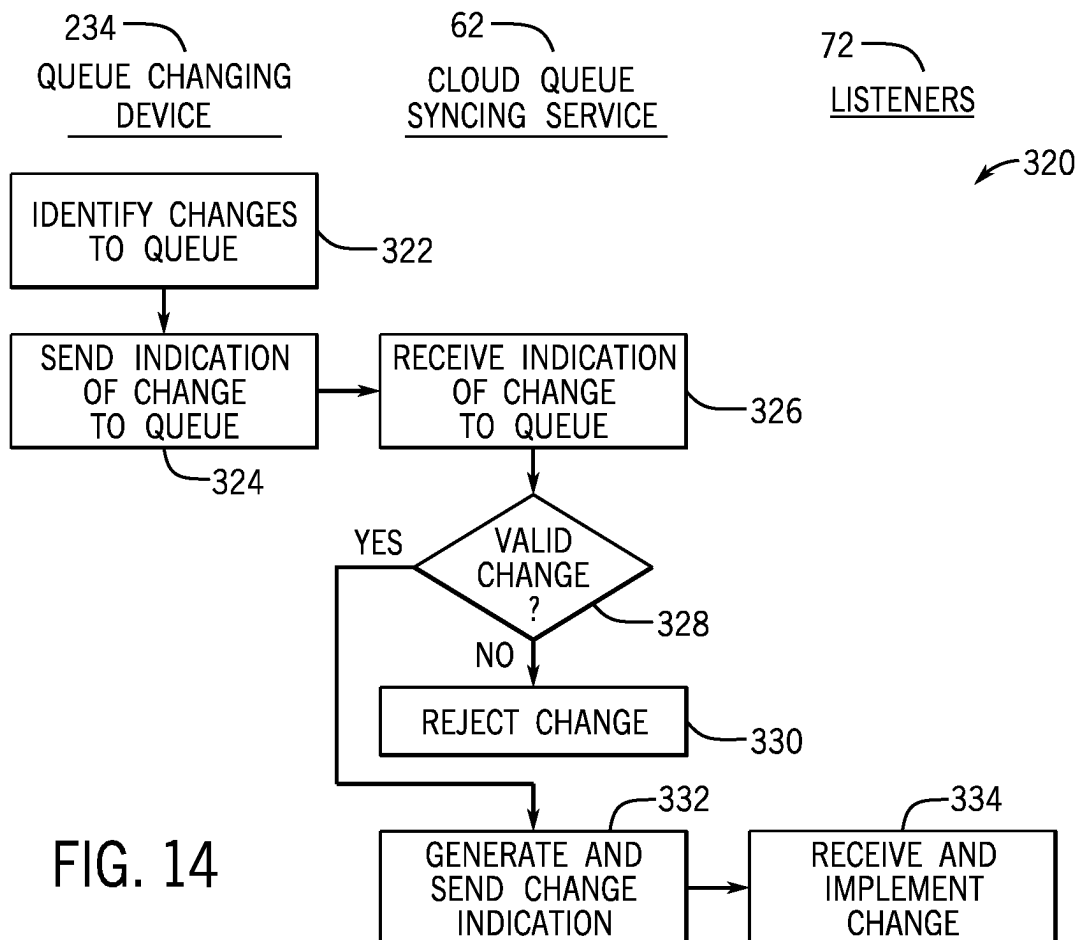 234
QUEUE CHANGING
DEVICE
62
CLOUD QUEUE
SYNCING SERVICE
72
LISTENERS
320
IDENTIFY CHANGES
TO QUEUE
322
SEND INDICATION
OF CHANGE
TO QUEUE
324
RECEIVE INDICATION
OF CHANGE
TO QUEUE
326
YES
VALID
CHANGE
?
328
NO
REJECT CHANGE
330
332
GENERATE AND
SEND CHANGE
INDICATION
334
RECEIVE AND
IMPLEMENT
CHANGE
FIG. 14